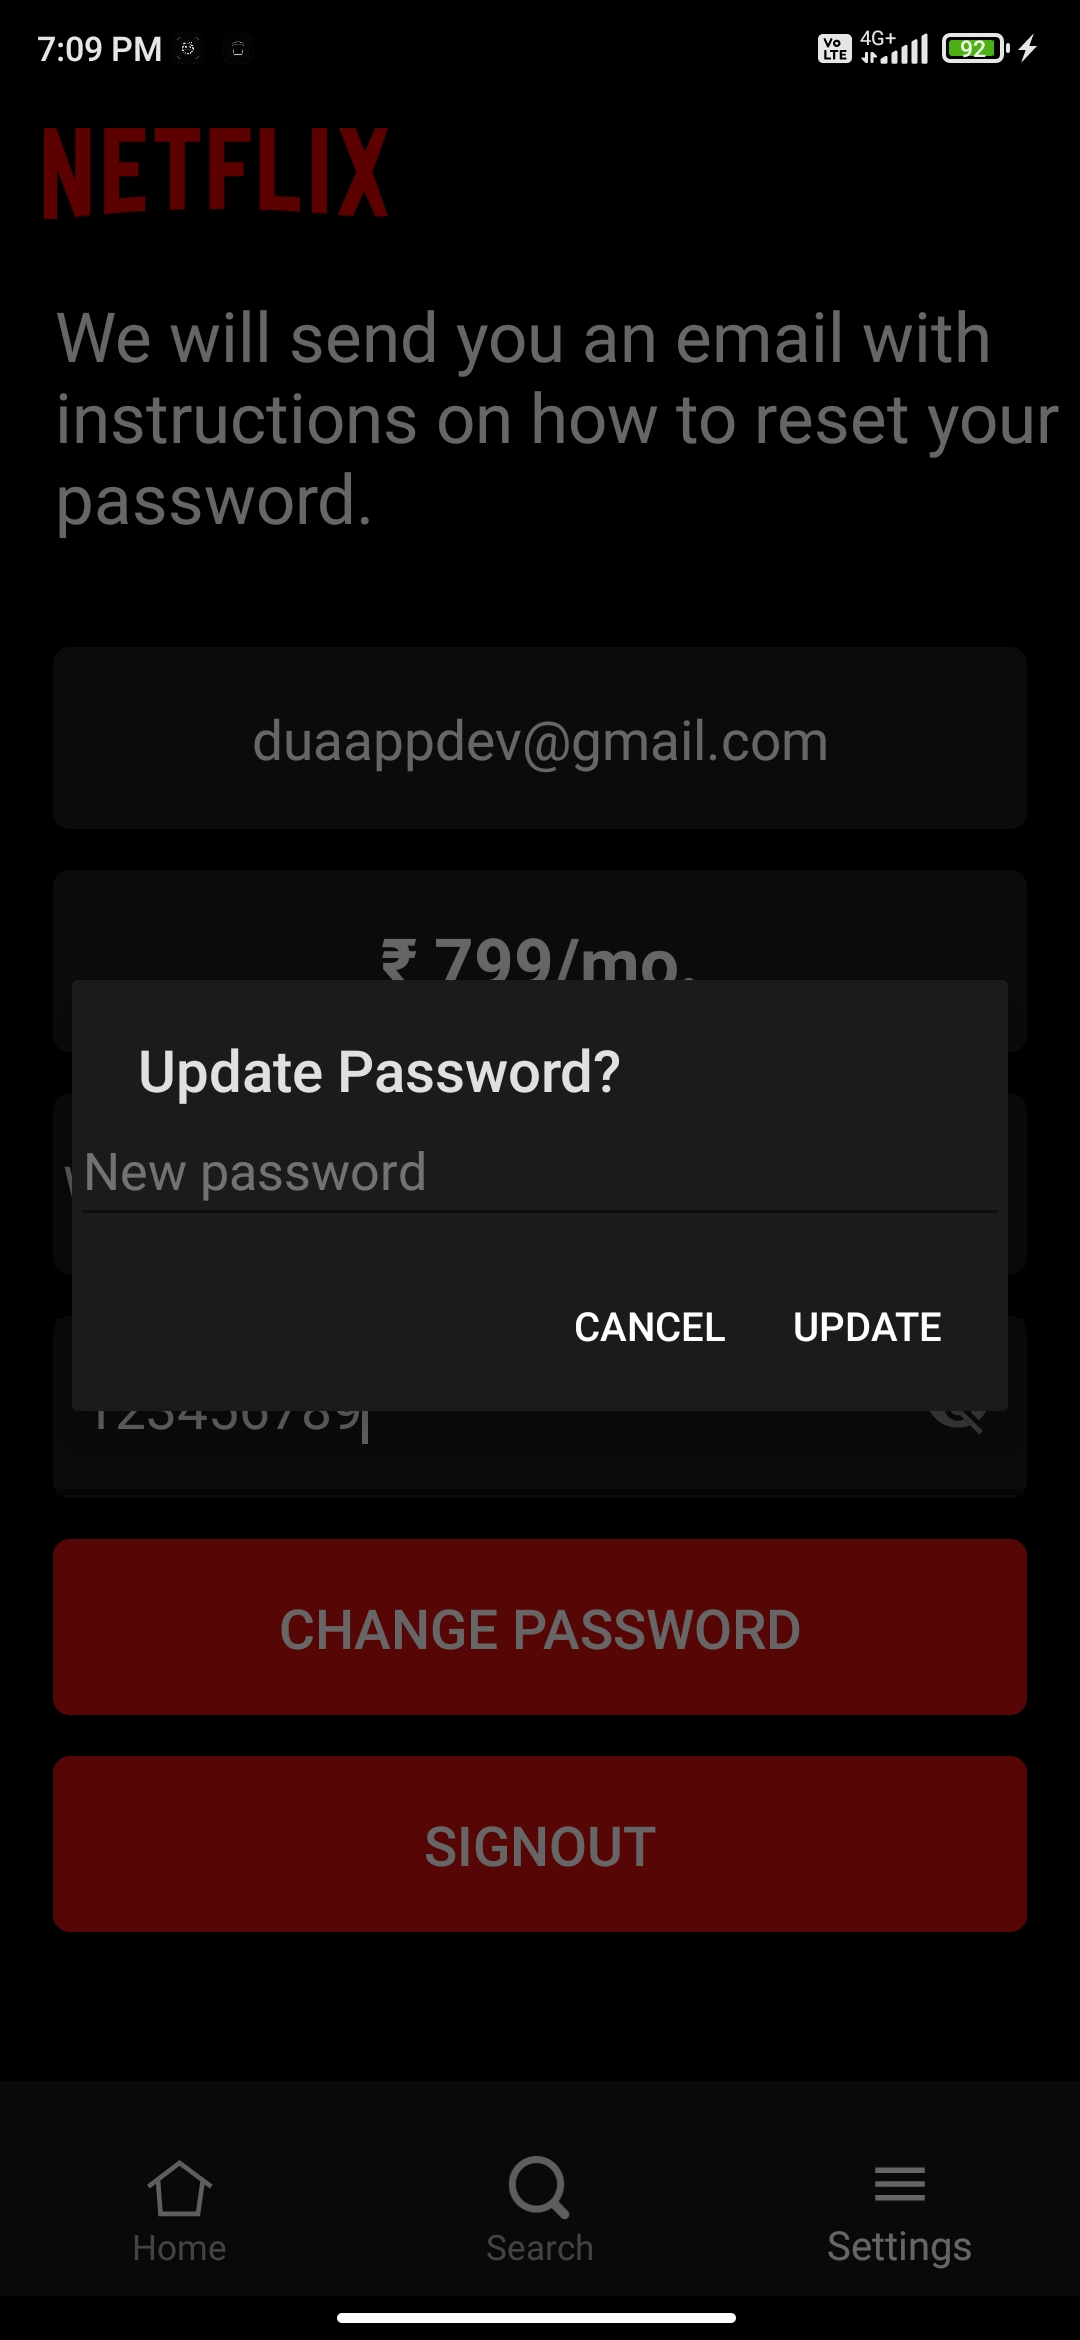 7:09 PM
Vo LTE 4G+ 92
NETFLIX
We will send you an email with
instructions on how to reset your
password.
duaappdev@gmail.com
₹ 799/mo.
Update Password?
New password
CANCEL UPDATE
123456789
CHANGE PASSWORD
SIGNOUT
Home Search Settings